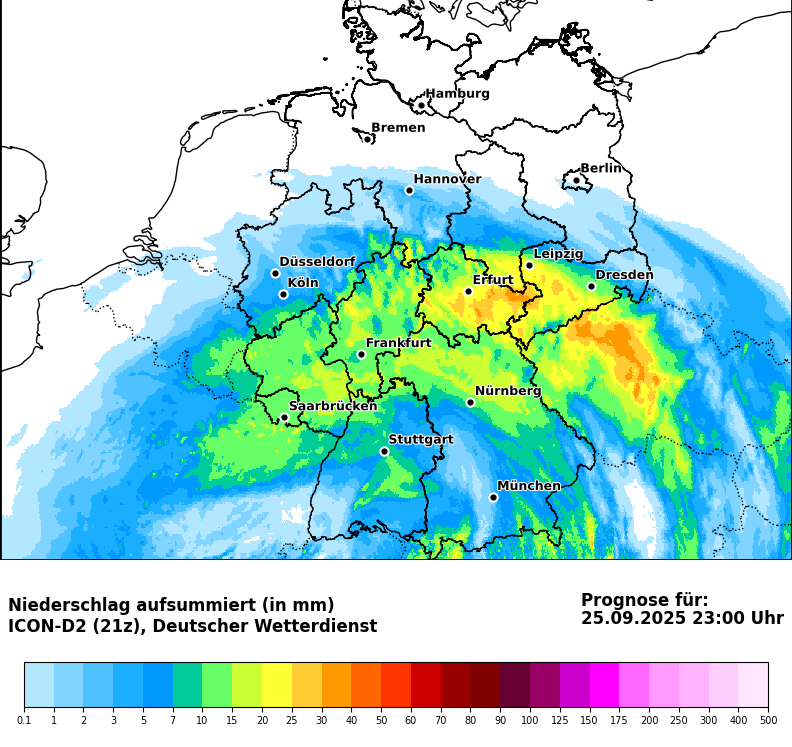 Hamburg
Bremen
Berlin
Hannover
Leipzig
Düsseldorf
Dresden
Köln
Erfurt
Frankfurt
Nürnberg
Saarbrücken
Stuttgart
München
Niederschlag aufsummiert (in mm)
ICON-D2 (21z), Deutscher Wetterdienst
Prognose für:
25.09.2025 23:00 Uhr
0.1 1 2 3 5 7 10 15 20 25 30 40 50 60 70 80 90 100 125 150 175 200 250 300 400 500